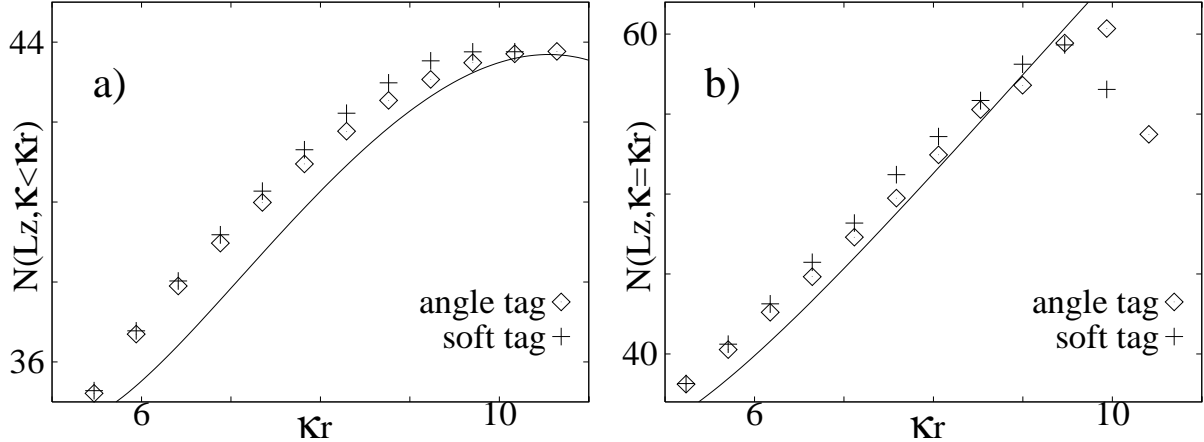 44
a)
N(Lz,κ<κr)
angle tag
soft tag
36
6
κr
10
60
b)
N(Lz,κ=κr)
angle tag
soft tag
40
6
κr
10